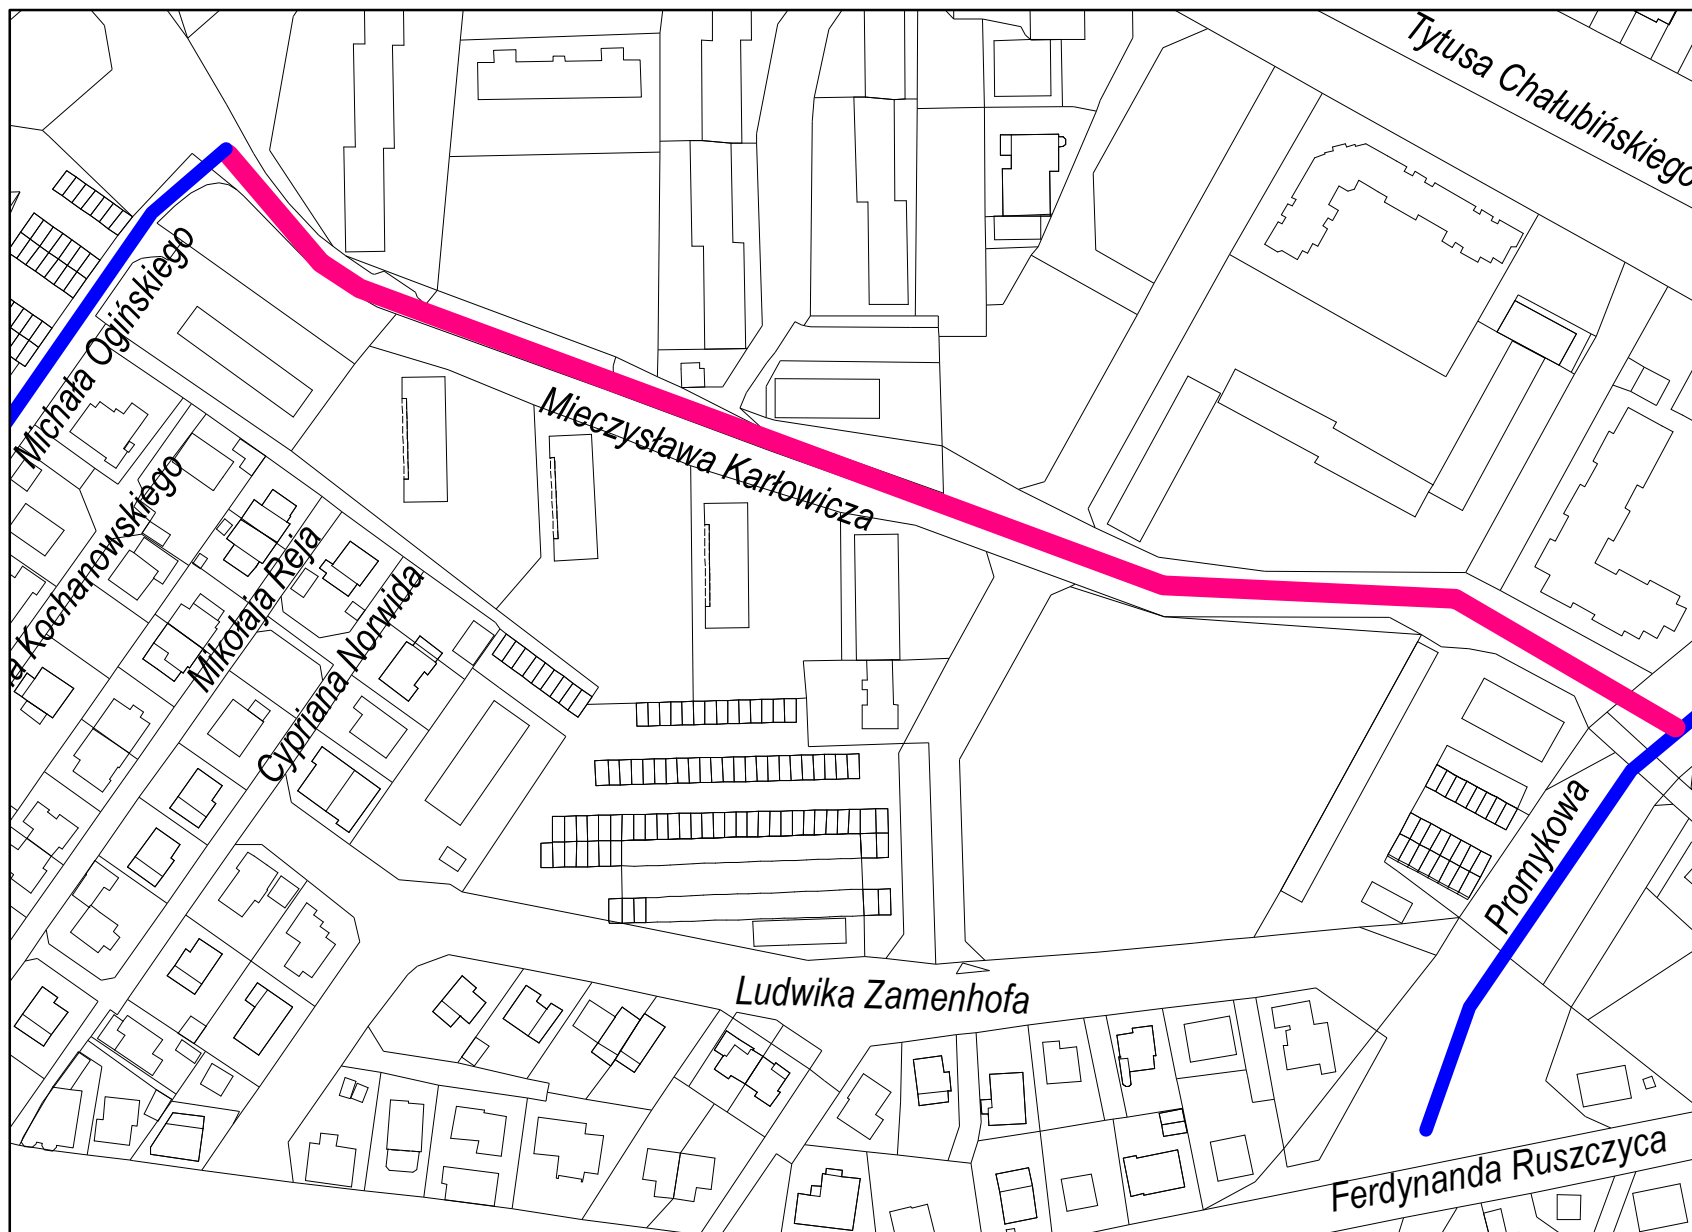 Tytusa Chałubińskiego
Michała Ogińskiego
Mieczysława Karłowicza
Kochanowskiego
Mikołaja Reja
Cypriana Norwida
Promykowa
Ludwika Zamenhofa
Ferdynanda Ruszczyca